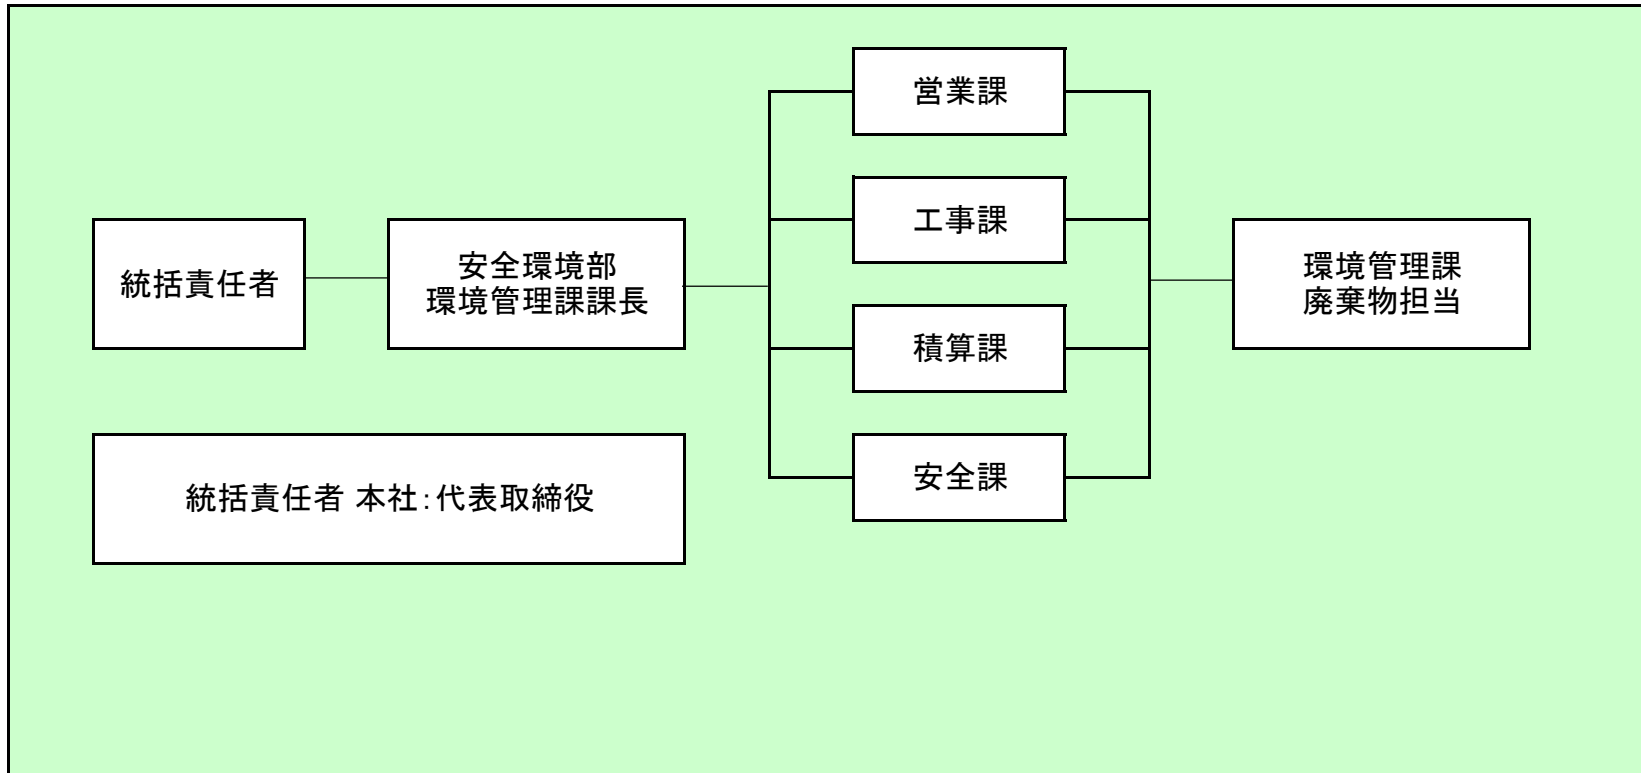 営業課
工事課
統括責任者
安全環境部
環境管理課課長
環境管理課
廃棄物担当
積算課
安全課
統括責任者 本社：代表取締役